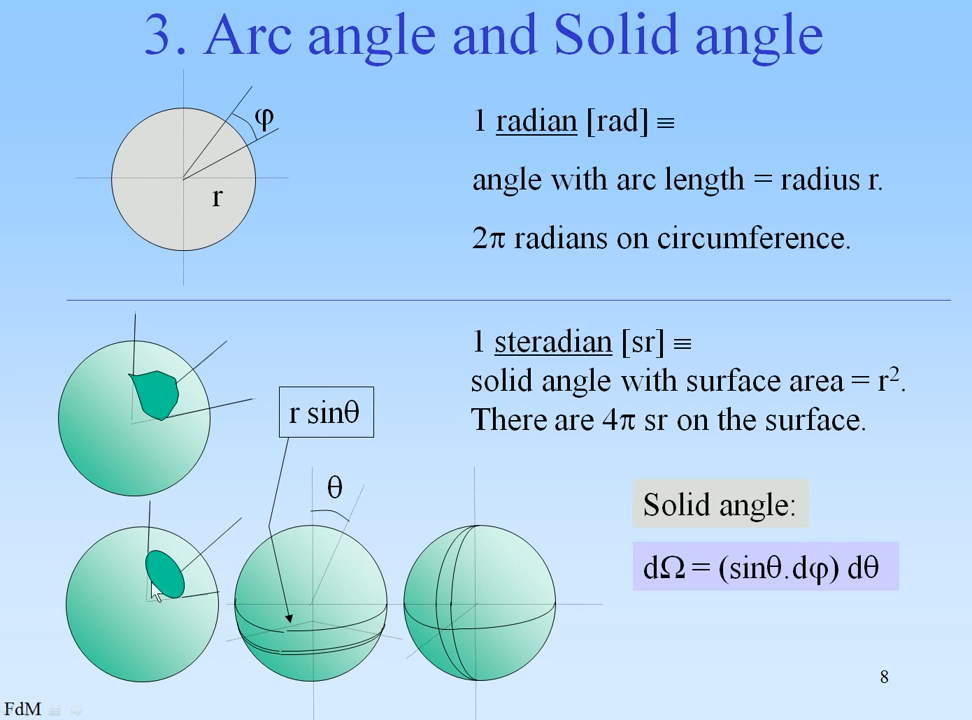 3. Arc angle and Solid angle
φ
r
1 radian [rad] ≡
angle with arc length = radius r.
2π radians on circumference.
1 steradian [sr] ≡
solid angle with surface area = r².
There are 4π sr on the surface.
r sinθ
θ
Solid angle:
dΩ = (sinθ.dφ) dθ
8
FdM